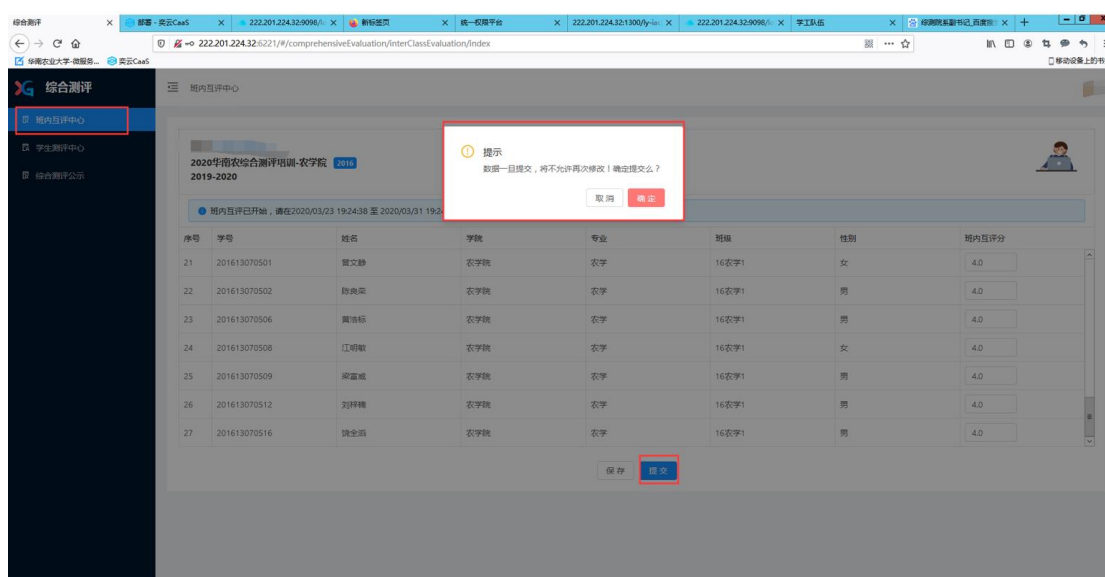 综合测评
部署 - 奕云CaaS
222.201.224.32:9098/
新标签页
统一权限平台
222.201.224.32:1300/ly-iac
222.201.224.32:9098/
学工队伍
222.201.224.32:6221/#/comprehensiveEvaluation/interClassEvaluation/index
华南农业大学-微服务...
奕云CaaS
移动设备上的书
XG 综合测评
班内互评中心
班内互评中心
学生测评中心
综合测评公示
2020华南农综合测评培训-农学院 2016
2019-2020
提示
数据一旦提交，将不允许再次修改！确定提交么？
取消 确定
班内互评已开始，请在2020/03/23 19:24:38 至 2020/03/31 19:2
序号 学号 姓名 学院 专业 班级 性别 班内互评分
21 201613070501 农学院 农学 16农学1 女 4.0
22 201613070502 陈良荣 农学院 农学 16农学1 男 4.0
23 201613070506 黄浩标 农学院 农学 16农学1 男 4.0
24 201613070508 江明敏 农学院 农学 16农学1 女 4.0
25 201613070509 梁富威 农学院 农学 16农学1 男 4.0
26 201613070512 刘梓楠 农学院 农学 16农学1 男 4.0
27 201613070516 农学院 农学 16农学1 男 4.0
保存 提交